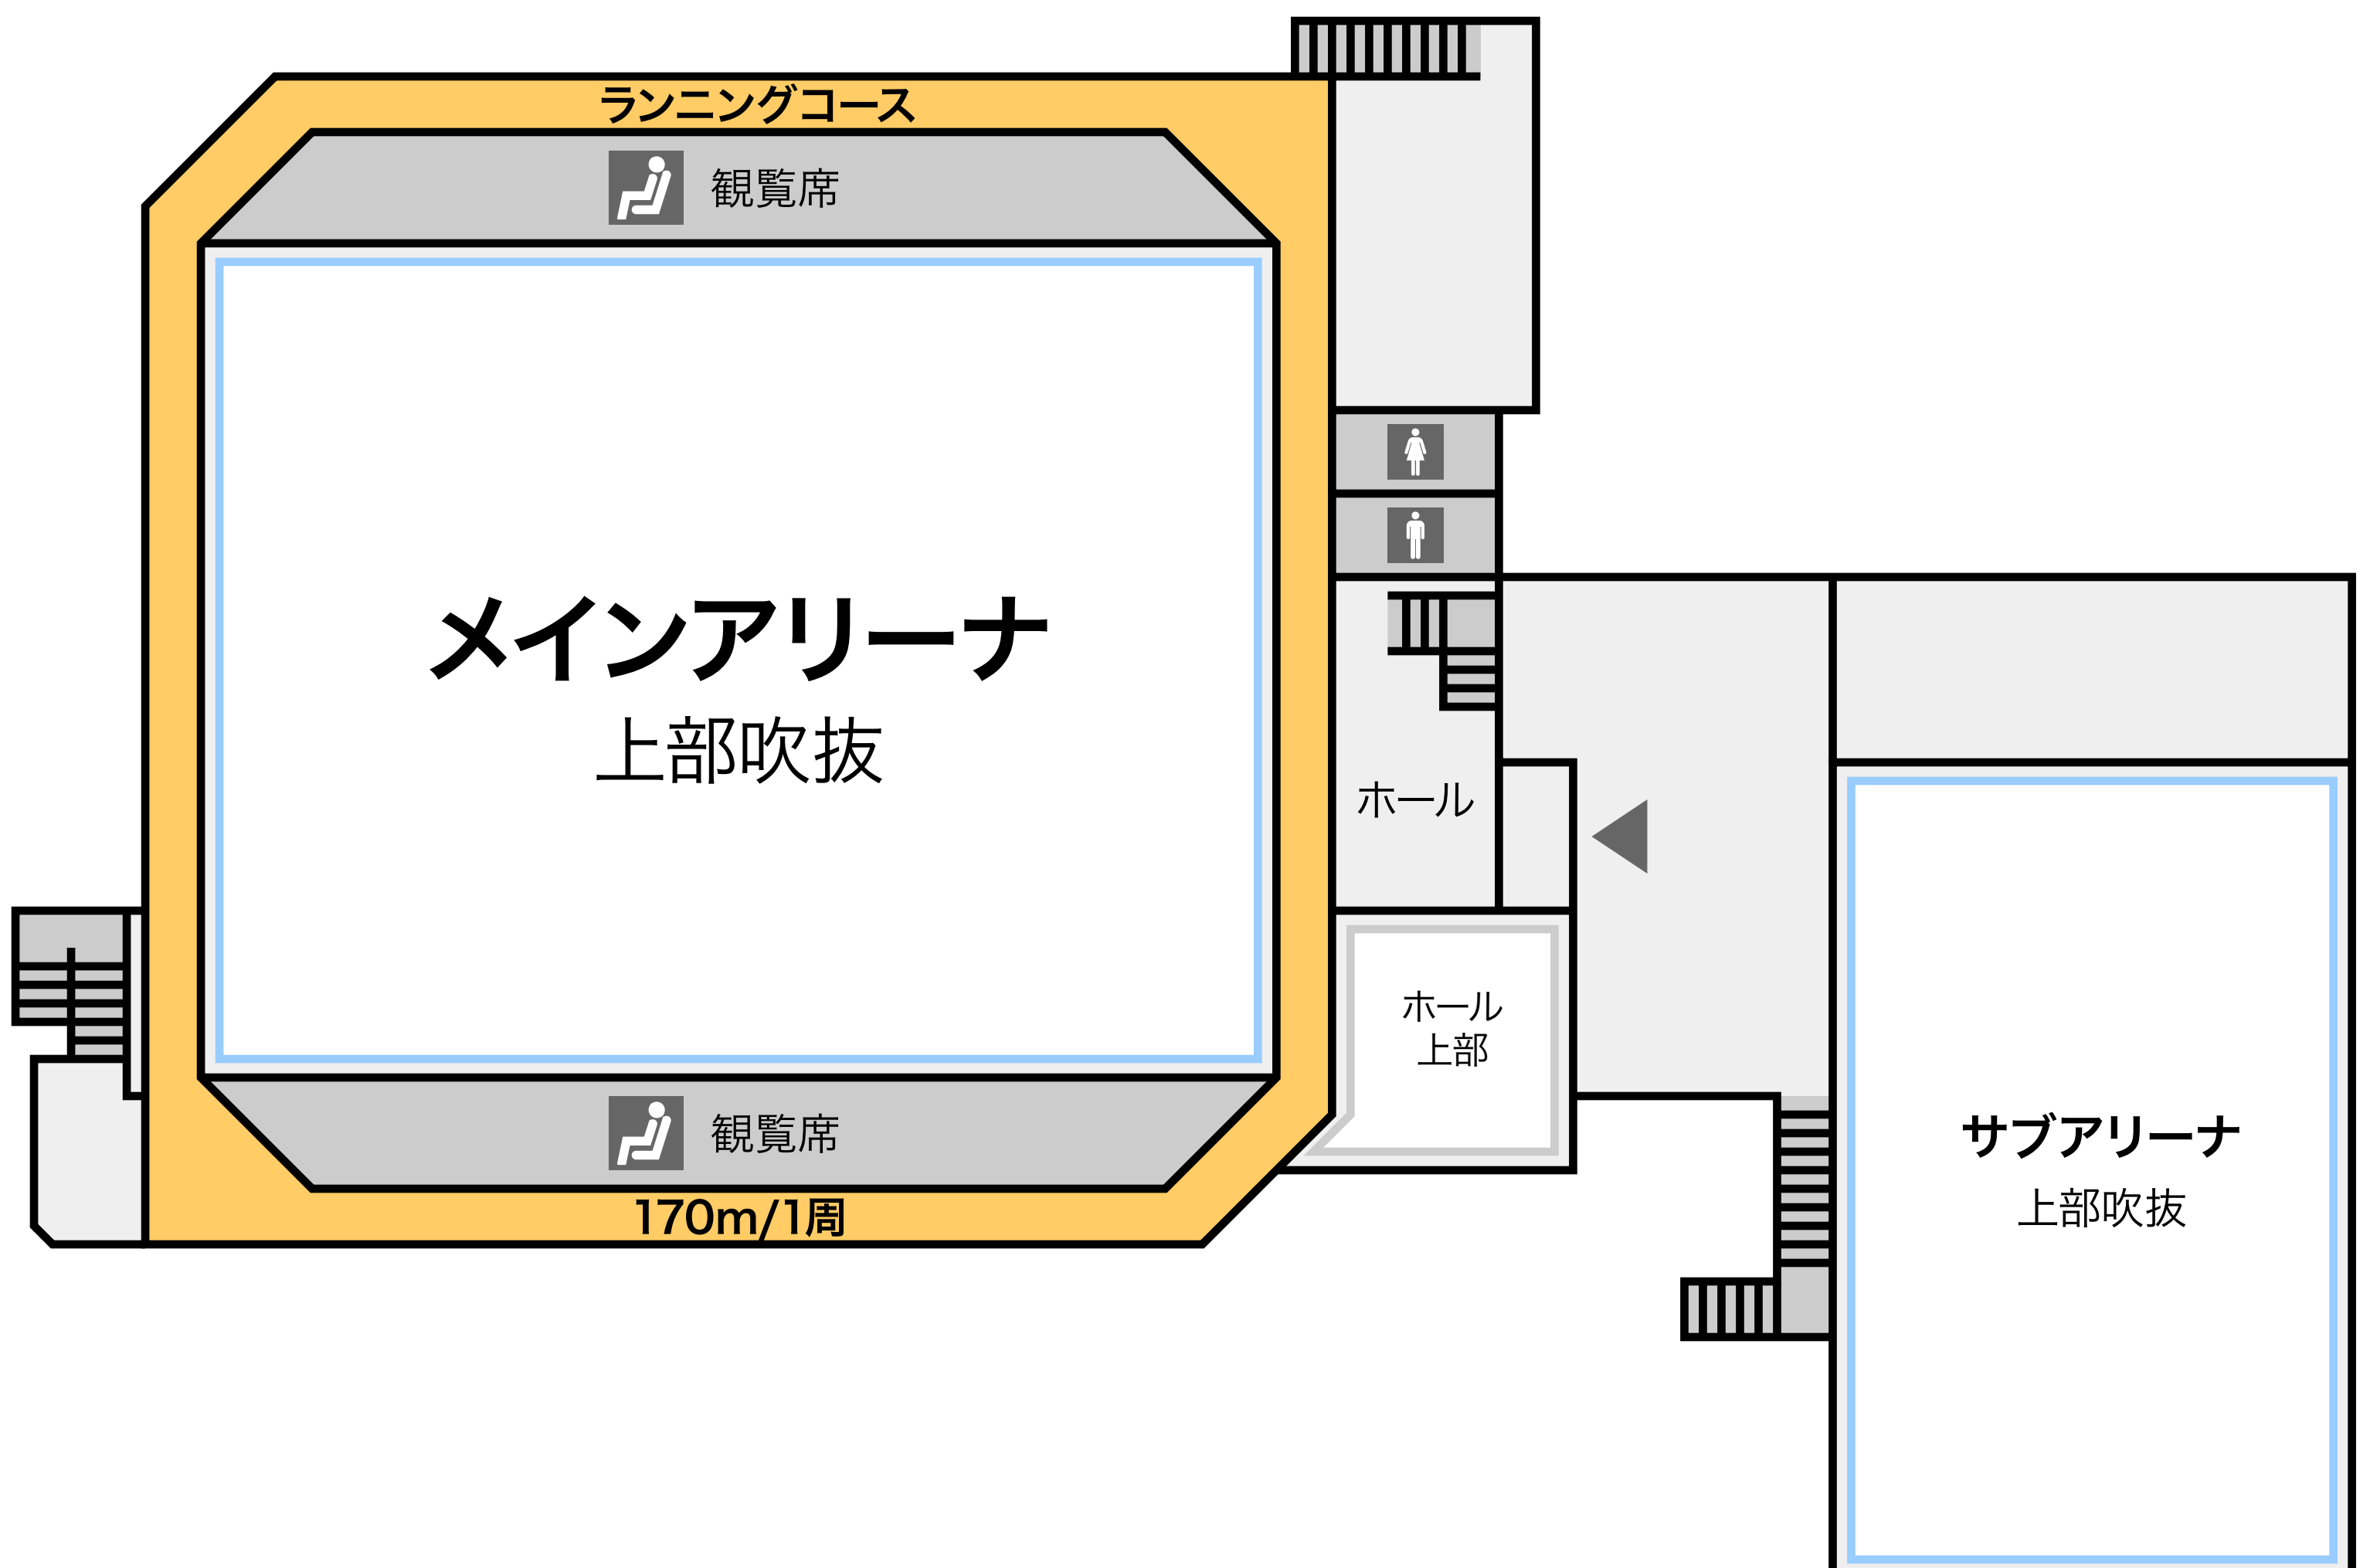 ランニングコース
観覧席
メインアリーナ
上部吹抜
ホール
ホール
上部
観覧席
170m/1周
サブアリーナ
上部吹抜